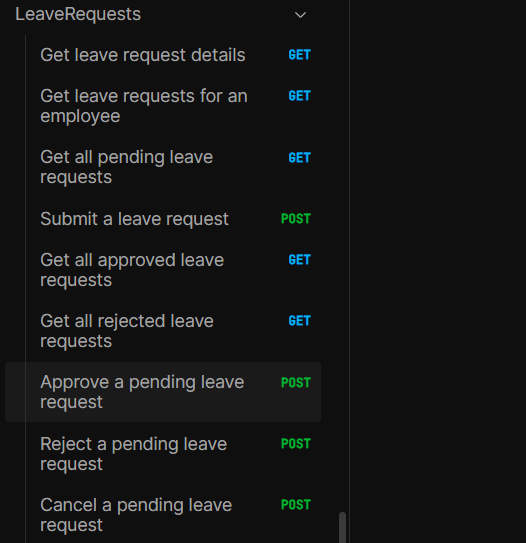 LeaveRequests
Get leave request details GET
Get leave requests for an GET
employee
Get all pending leave GET
requests
Submit a leave request POST
Get all approved leave GET
requests
Get all rejected leave GET
requests
Approve a pending leave POST
request
Reject a pending leave POST
request
Cancel a pending leave POST
request